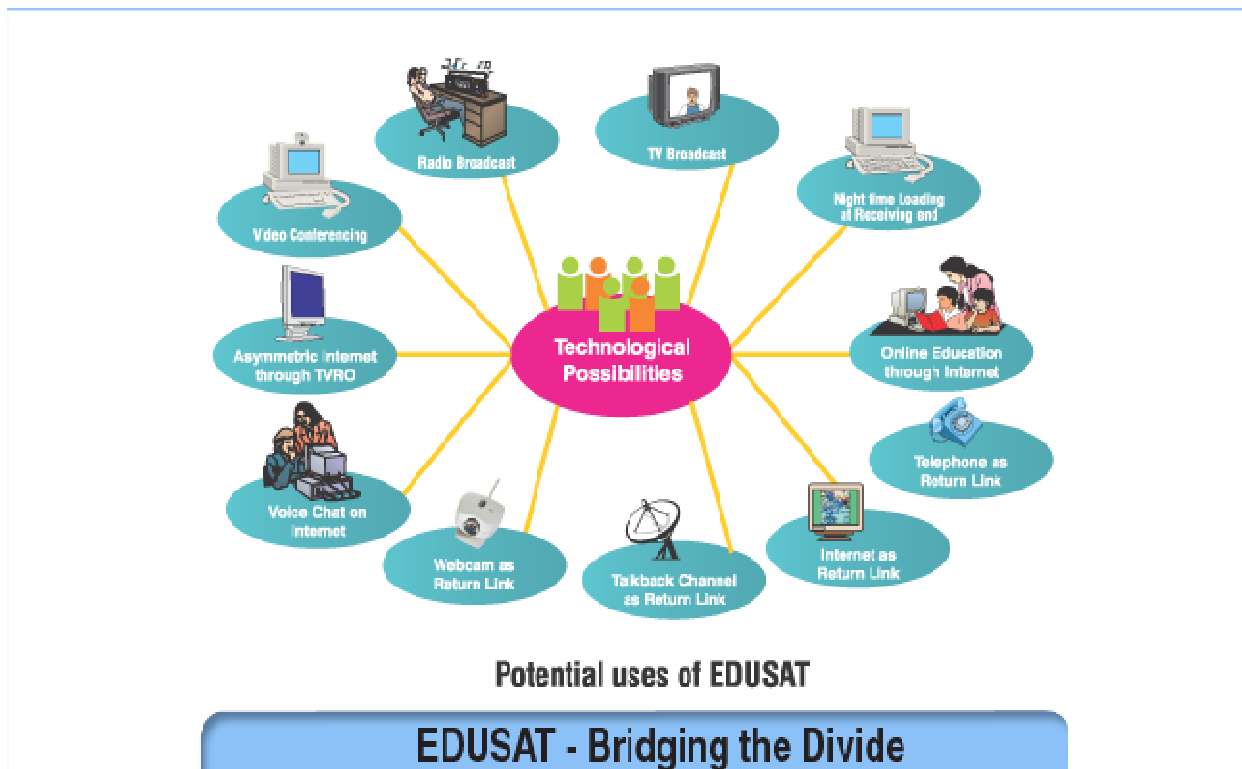 Radio Broadcast
TV Broadcast
Video Conferencing
Night time Loading
at Receiving end
Technological
Possibilities
Asymmetric Internet
through TVRO
Online Education
through Internet
Telephone as
Return Link
Voice Chat on
Internet
Webcam as
Return Link
Talkback Channel
as Return Link
Internet as
Return Link
Potential uses of EDUSAT
EDUSAT - Bridging the Divide